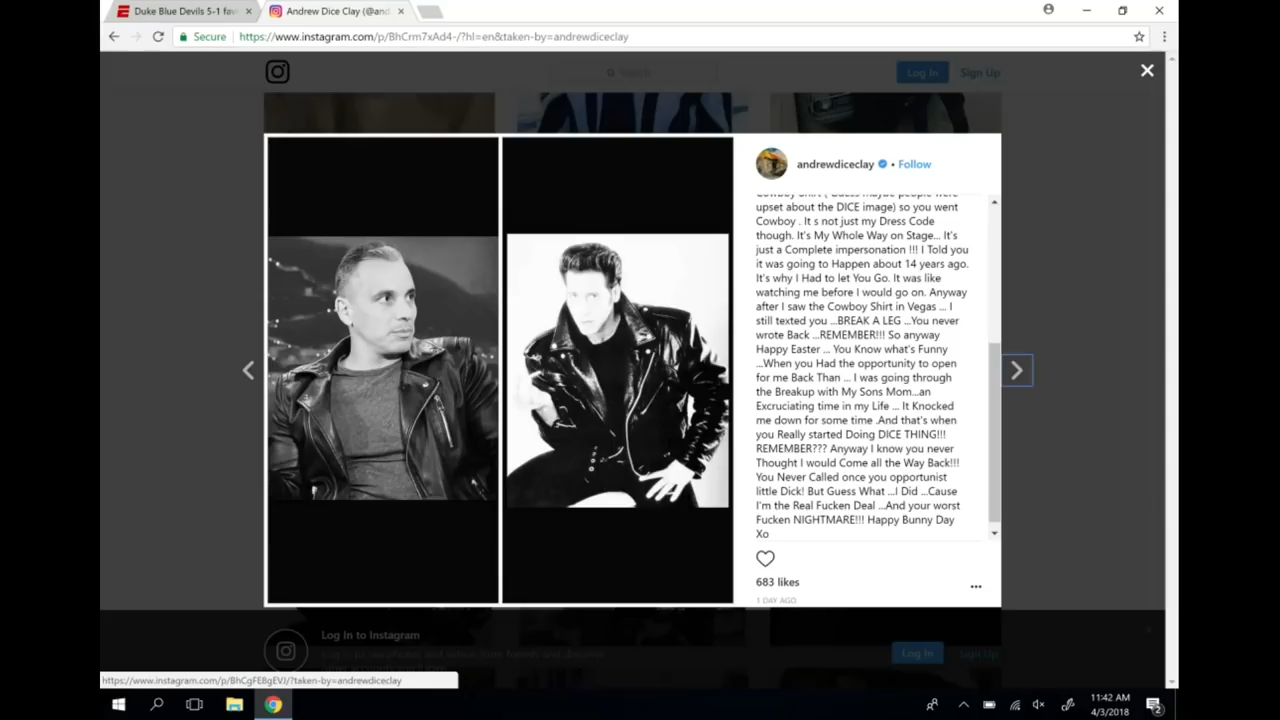 Duke Blue Devils 5-1 fav
Andrew Dice Clay (@and
Secure
https://www.instagram.com/p/BhCrm7xAd4-/?hl=en&taken-by=andrewdiceclay
Search
Log In
Sign Up
andrewdiceclay • Follow
Cowboy Shirt ( Guess maybe people were
upset about the DICE image) so you went
Cowboy . It s not just my Dress Code
though. It's My Whole Way on Stage... It's
just a Complete impersonation !!! I Told you
it was going to Happen about 14 years ago.
It's why I Had to let You Go. It was like
watching me before I would go on. Anyway
after I saw the Cowboy Shirt in Vegas ... I
still texted you ...BREAK A LEG ...You never
wrote Back ...REMEMBER!!! So anyway
Happy Easter ... You Know what's Funny
...When you Had the opportunity to open
for me Back Than ... I was going through
the Breakup with My Sons Mom...an
Excruciating time in my Life ... It Knocked
me down for some time .And that's when
you Really started Doing DICE THING!!!
REMEMBER??? Anyway I know you never
Thought I would Come all the Way Back!!!
You Never Called once you opportunist
little Dick! But Guess What ...I Did ...Cause
I'm the Real Fucken Deal ...And your worst
Fucken NIGHTMARE!!! Happy Bunny Day
Xo
683 likes
1 DAY AGO
Log In to Instagram
Log In
Sign Up
https://www.instagram.com/p/BhCgFE8gEVJ/?taken-by=andrewdiceclay
11:42 AM
4/3/2018
2